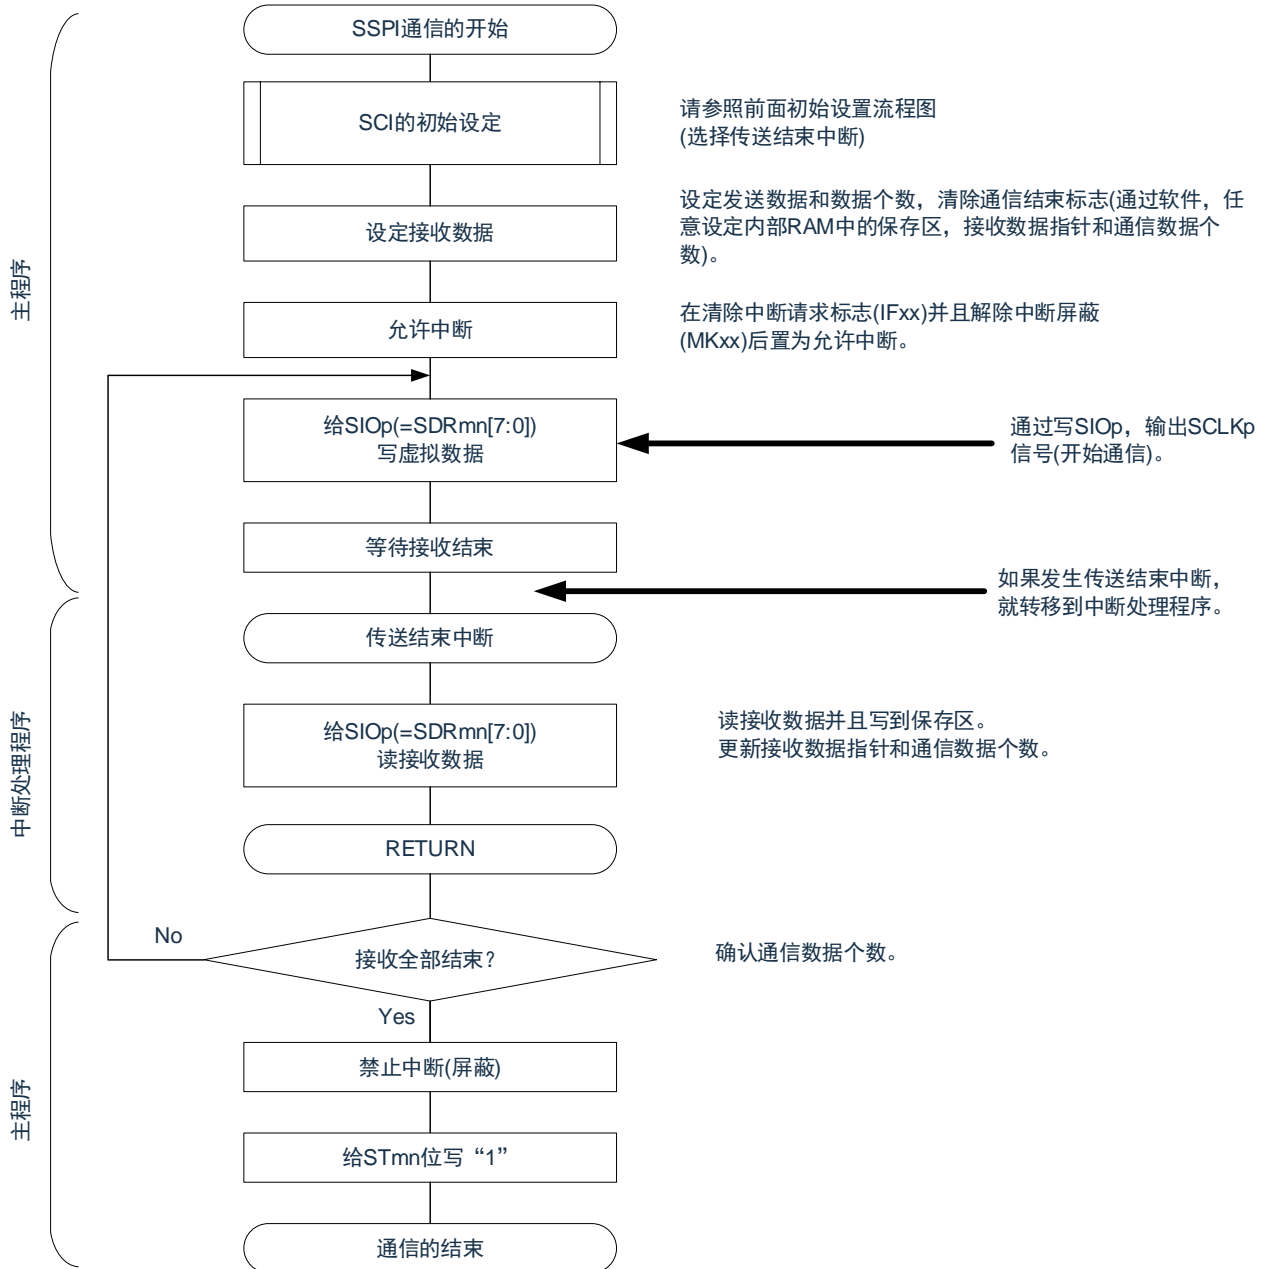 SSPI通信的开始
SCI的初始设定
请参照前面初始设置流程图
(选择传送结束中断)
设定接收数据
设定发送数据和数据个数，清除通信结束标志(通过软件，任
意设定内部RAM中的保存区，接收数据指针和通信数据个
数)。
主程序
允许中断
在清除中断请求标志(IFxx)并且解除中断屏蔽
(MKxx)后置为允许中断。
给SIOp(=SDRmn[7:0])
写虚拟数据
通过写SIOp，输出SCLKp
信号(开始通信)。
等待接收结束
如果发生传送结束中断，
就转移到中断处理程序。
传送结束中断
中断处理程序
给SIOp(=SDRmn[7:0])
读接收数据
读接收数据并且写到保存区。
更新接收数据指针和通信数据个数。
RETURN
No
接收全部结束？
确认通信数据个数。
Yes
禁止中断(屏蔽)
主程序
给STmn位写“1”
通信的结束